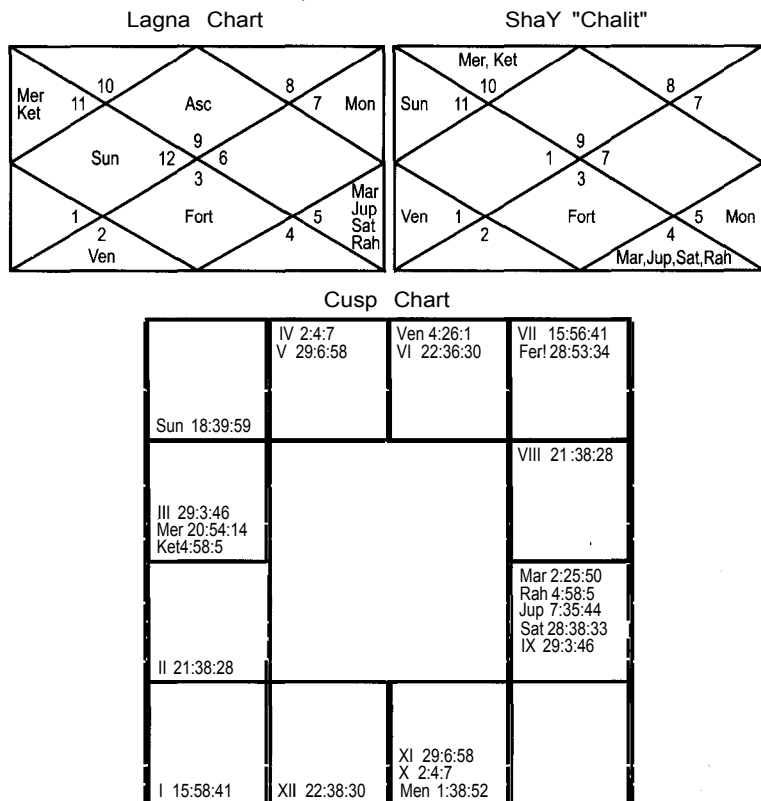 Lagna Chart
ShaY "Chalit"
10
8
Mer
Ket
11
Asc
7
Mon
9
Sun
12
6
3
1
Fort
5
Mar
Jup
Sat
Rah
2
4
Ven
Mer, Ket
10
8
Sun
11
7
9
1
7
3
Ven
1
Fort
5
Mon
2
4
Mar,Jup,Sat,Rah
Cusp Chart
IV 2:4:7
V 29:6:58
Ven 4:26:1
VI 22:36:30
VII 15:56:41
Fer! 28:53:34
Sun 18:39:59
VIII 21:38:28
III 29:3:46
Mer 20:54:14
Ket4:58:5
Mar 2:25:50
Rah 4:58:5
Jup 7:35:44
Sat 28:38:33
IX 29:3:46
II 21:38:28
I 15:58:41
XII 22:38:30
XI 29:6:58
X 2:4:7
Men 1:38:52